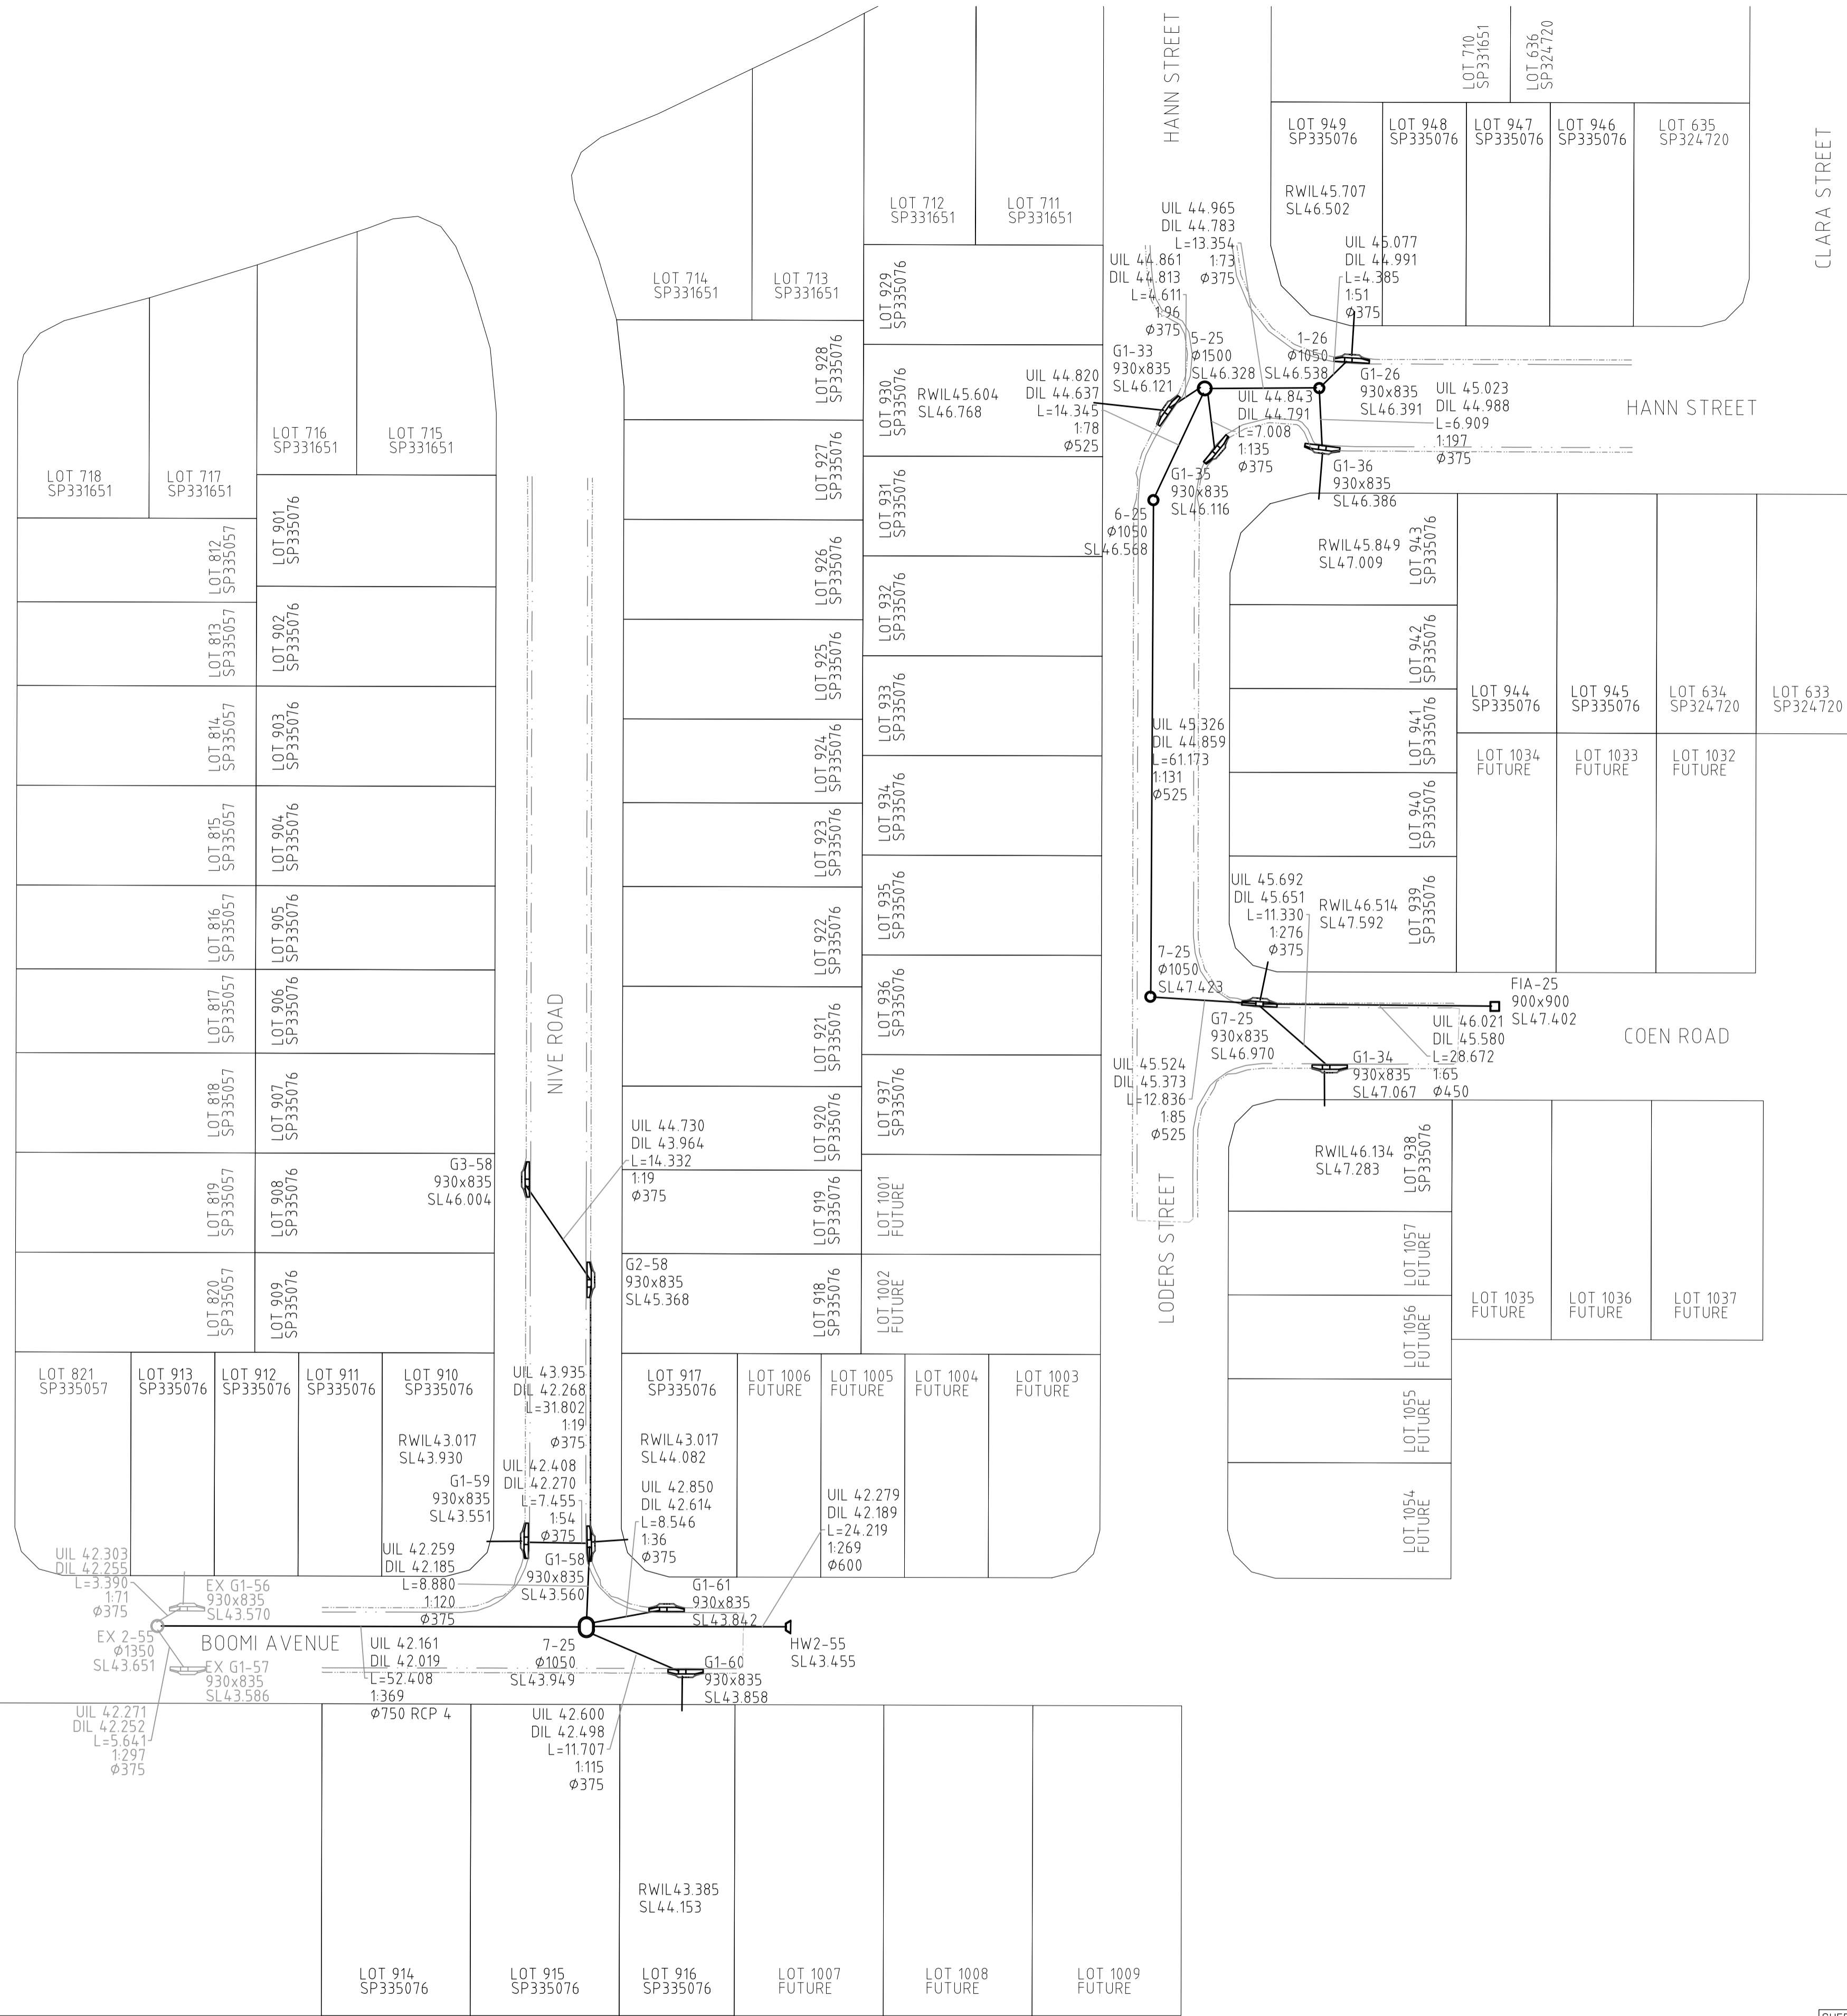 HANN STREET
LOT 710
SP331651
LOT 636
SP324720
CLARA STREET
LOT 949
SP335076
LOT 948
SP335076
LOT 947
SP335076
LOT 946
SP335076
LOT 635
SP324720
RWIL45.707
SL46.502
LOT 712
SP331651
LOT 711
SP331651
LOT 714
SP331651
LOT 713
SP331651
UIL 44.965
DIL 44.783
L=13.354
1:73
φ375
UIL 44.861
DIL 44.813
L=4.611
1:96
φ375
UIL 45.077
DIL 44.991
L=4.385
1:51
φ375
5-25
φ1500
SL46.328
1-26
φ1050
SL46.538
G1-33
930x835
SL46.121
G1-26
930x835
SL46.391
UIL 44.820
DIL 44.637
L=14.345
1:78
φ525
UIL 44.843
DIL 44.791
L=7.008
1:135
φ375
UIL 45.023
DIL 44.988
L=6.909
1:197
φ375
HANN STREET
G1-35
930x835
SL46.116
G1-36
930x835
SL46.386
6-25
φ1050
SL46.568
LOT 929
SP335076
LOT 930
SP335076
RWIL45.604
SL46.768
LOT 928
SP335076
LOT 927
SP335076
LOT 931
SP335076
LOT 926
SP335076
LOT 932
SP335076
LOT 925
SP335076
LOT 933
SP335076
LOT 924
SP335076
LOT 934
SP335076
LOT 923
SP335076
LOT 935
SP335076
LOT 922
SP335076
LOT 936
SP335076
LOT 921
SP335076
LOT 937
SP335076
LOT 920
SP335076
LOT 919
SP335076
LOT 1001
FUTURE
LOT 918
SP335076
LOT 1002
FUTURE
LOT 718
SP331651
LOT 717
SP331651
LOT 716
SP331651
LOT 715
SP331651
LOT 812
SP335057
LOT 901
SP335076
LOT 813
SP335057
LOT 902
SP335076
LOT 814
SP335057
LOT 903
SP335076
LOT 815
SP335057
LOT 904
SP335076
LOT 816
SP335057
LOT 905
SP335076
LOT 817
SP335057
LOT 906
SP335076
LOT 818
SP335057
LOT 907
SP335076
LOT 819
SP335057
LOT 908
SP335076
LOT 820
SP335057
LOT 909
SP335076
NIVE ROAD
RWIL45.849
SL47.009
LOT 943
SP335076
LOT 942
SP335076
LOT 941
SP335076
LOT 940
SP335076
LOT 939
SP335076
LOT 944
SP335076
LOT 945
SP335076
LOT 634
SP324720
LOT 633
SP324720
LOT 1034
FUTURE
LOT 1033
FUTURE
LOT 1032
FUTURE
UIL 45.326
DIL 44.859
L=61.173
1:131
φ525
UIL 45.692
DIL 45.651
L=11.330
1:276
φ375
RWIL46.514
SL47.592
7-25
φ1050
SL47.423
G7-25
930x835
SL46.970
FIA-25
900x900
SL47.402
UIL 46.021
DIL 45.580
L=28.672
1:65
φ450
COEN ROAD
G1-34
930x835
SL47.067
UIL 45.524
DIL 45.373
L=12.836
1:85
φ525
RWIL46.134
SL47.283
LOT 938
SP335076
LODERS STREET
LOT 1057
FUTURE
LOT 1056
FUTURE
LOT 1055
FUTURE
LOT 1054
FUTURE
LOT 1035
FUTURE
LOT 1036
FUTURE
LOT 1037
FUTURE
UIL 44.730
DIL 43.964
L=14.332
1:19
φ375
G3-58
930x835
SL46.004
G2-58
930x835
SL45.368
LOT 821
SP335057
LOT 913
SP335076
LOT 912
SP335076
LOT 911
SP335076
LOT 910
SP335076
UIL 43.935
DIL 42.268
L=31.802
1:19
φ375
LOT 917
SP335076
LOT 1006
FUTURE
LOT 1005
FUTURE
LOT 1004
FUTURE
LOT 1003
FUTURE
RWIL43.017
SL43.930
RWIL43.017
SL44.082
G1-59
930x835
SL43.551
UIL 42.408
DIL 42.270
L=7.455
1:54
φ375
UIL 42.850
DIL 42.614
L=8.546
1:36
φ375
UIL 42.279
DIL 42.189
L=24.219
1:269
φ600
UIL 42.303
DIL 42.255
L=3.390
1:71
φ375
EX G1-56
930x835
SL43.570
UIL 42.259
DIL 42.185
L=8.880
1:120
φ375
G1-58
930x835
SL43.560
G1-61
930x835
SL43.842
EX 2-55
φ1350
SL43.651
BOOMI AVENUE
EX G1-57
930x835
SL43.586
UIL 42.161
DIL 42.019
L=52.408
1:369
φ750 RCP 4
7-25
φ1050
SL43.949
G1-60
930x835
SL43.858
HW2-55
SL43.455
UIL 42.271
DIL 42.252
L=5.641
1:297
φ375
UIL 42.600
DIL 42.498
L=11.707
1:115
φ375
RWIL43.385
SL44.153
LOT 914
SP335076
LOT 915
SP335076
LOT 916
SP335076
LOT 1007
FUTURE
LOT 1008
FUTURE
LOT 1009
FUTURE